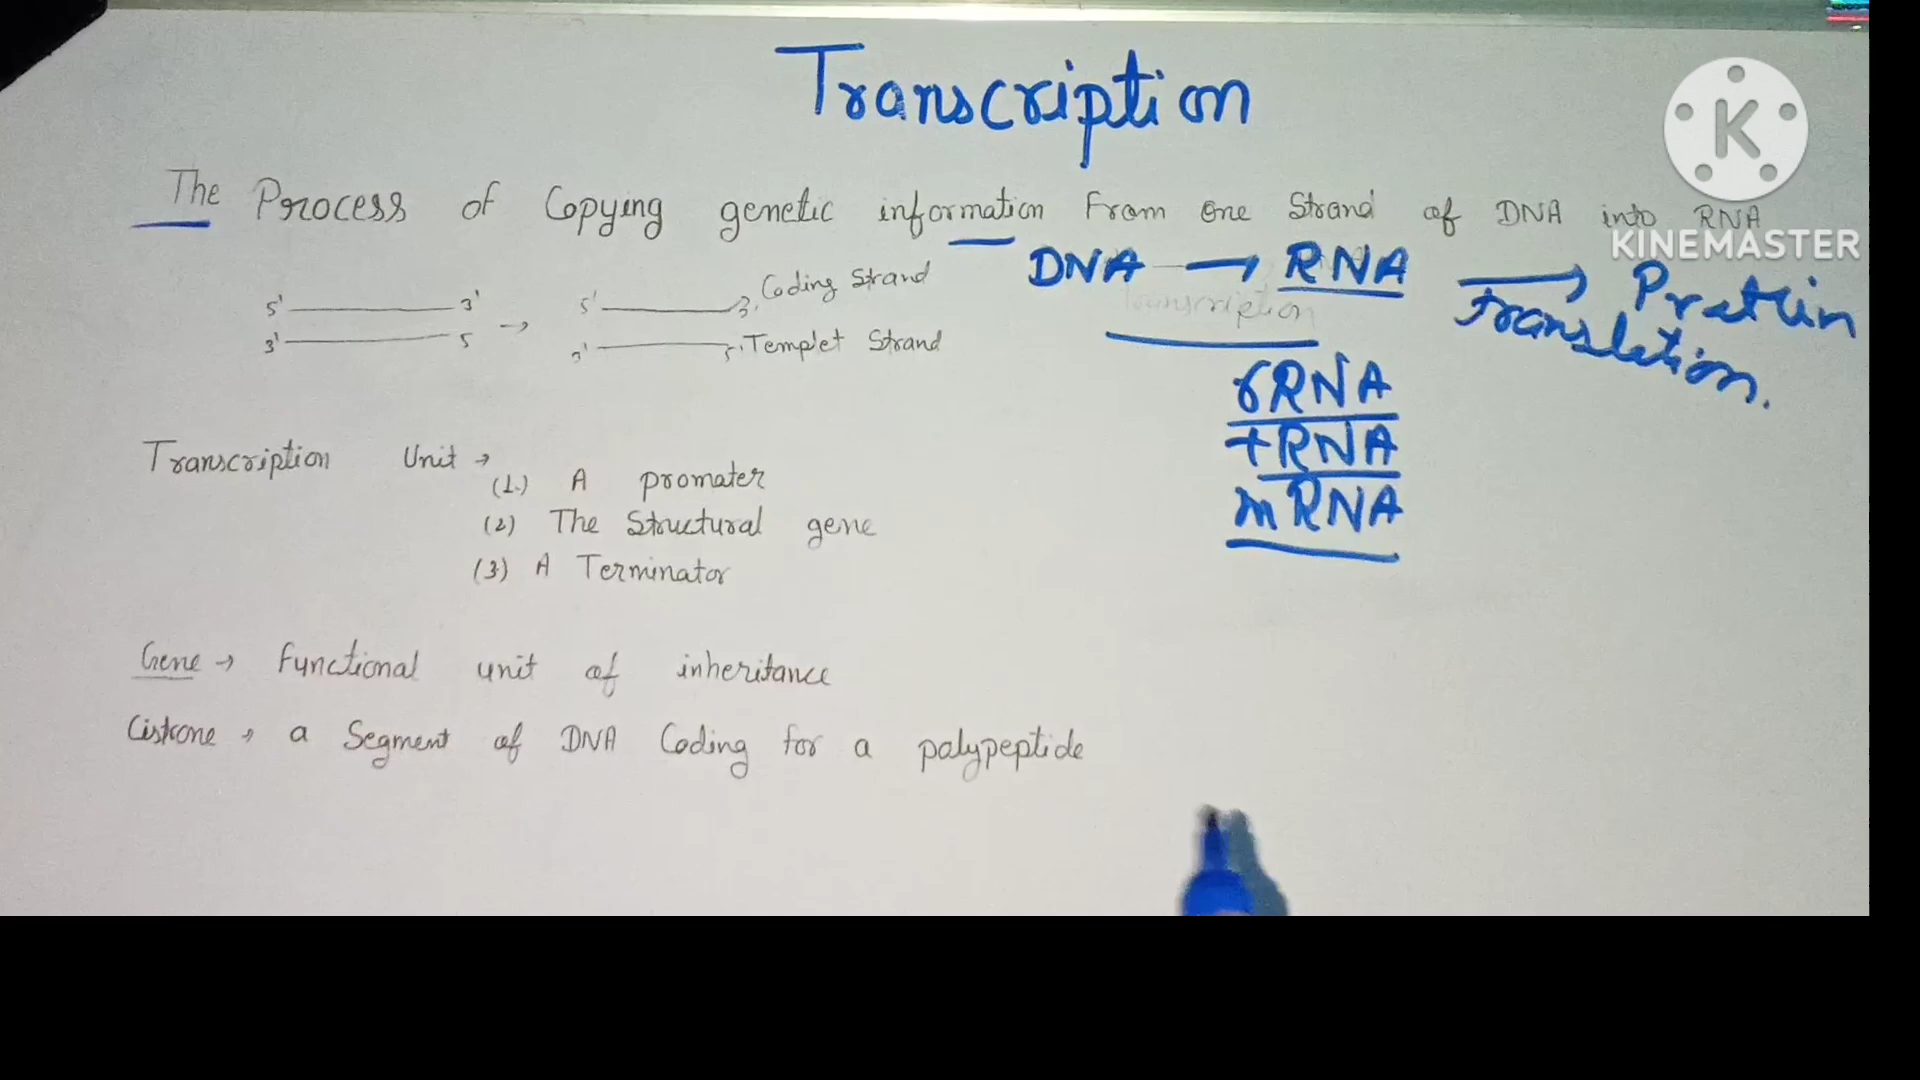 Transcription
The Process of Copying genetic information From one Strand of DNA into RNA
KINEMASTER
DNA → RNA → Protein
Transcription
Translation.
5' 3' → 5' 3' Coding Strand
3' 5 3' 5' Templet Strand
rRNA
tRNA
mRNA
Transcription Unit →
(1.) A promater
(2) The Structural gene
(3) A Terminator
Gene → Functional unit of inheritance
Cistrone → a Segment of DNA Coding for a polypeptide